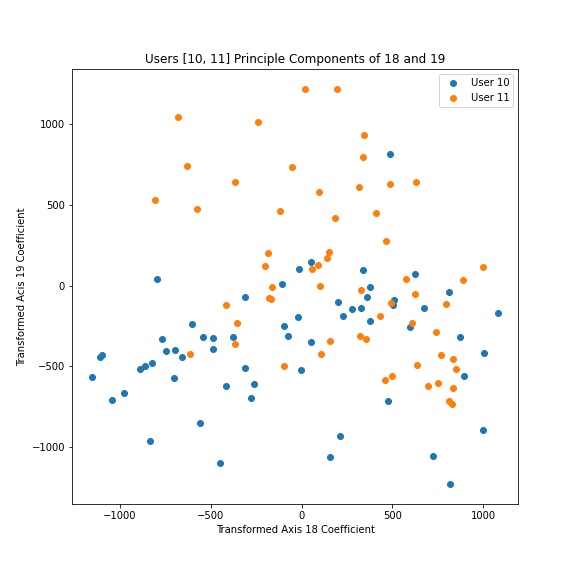 Users [10, 11] Principle Components of 18 and 19
User 10
User 11
Transformed Acis 19 Coefficient
1000
500
0
−500
−1000
−1000
−500
0
500
1000
Transformed Axis 18 Coefficient